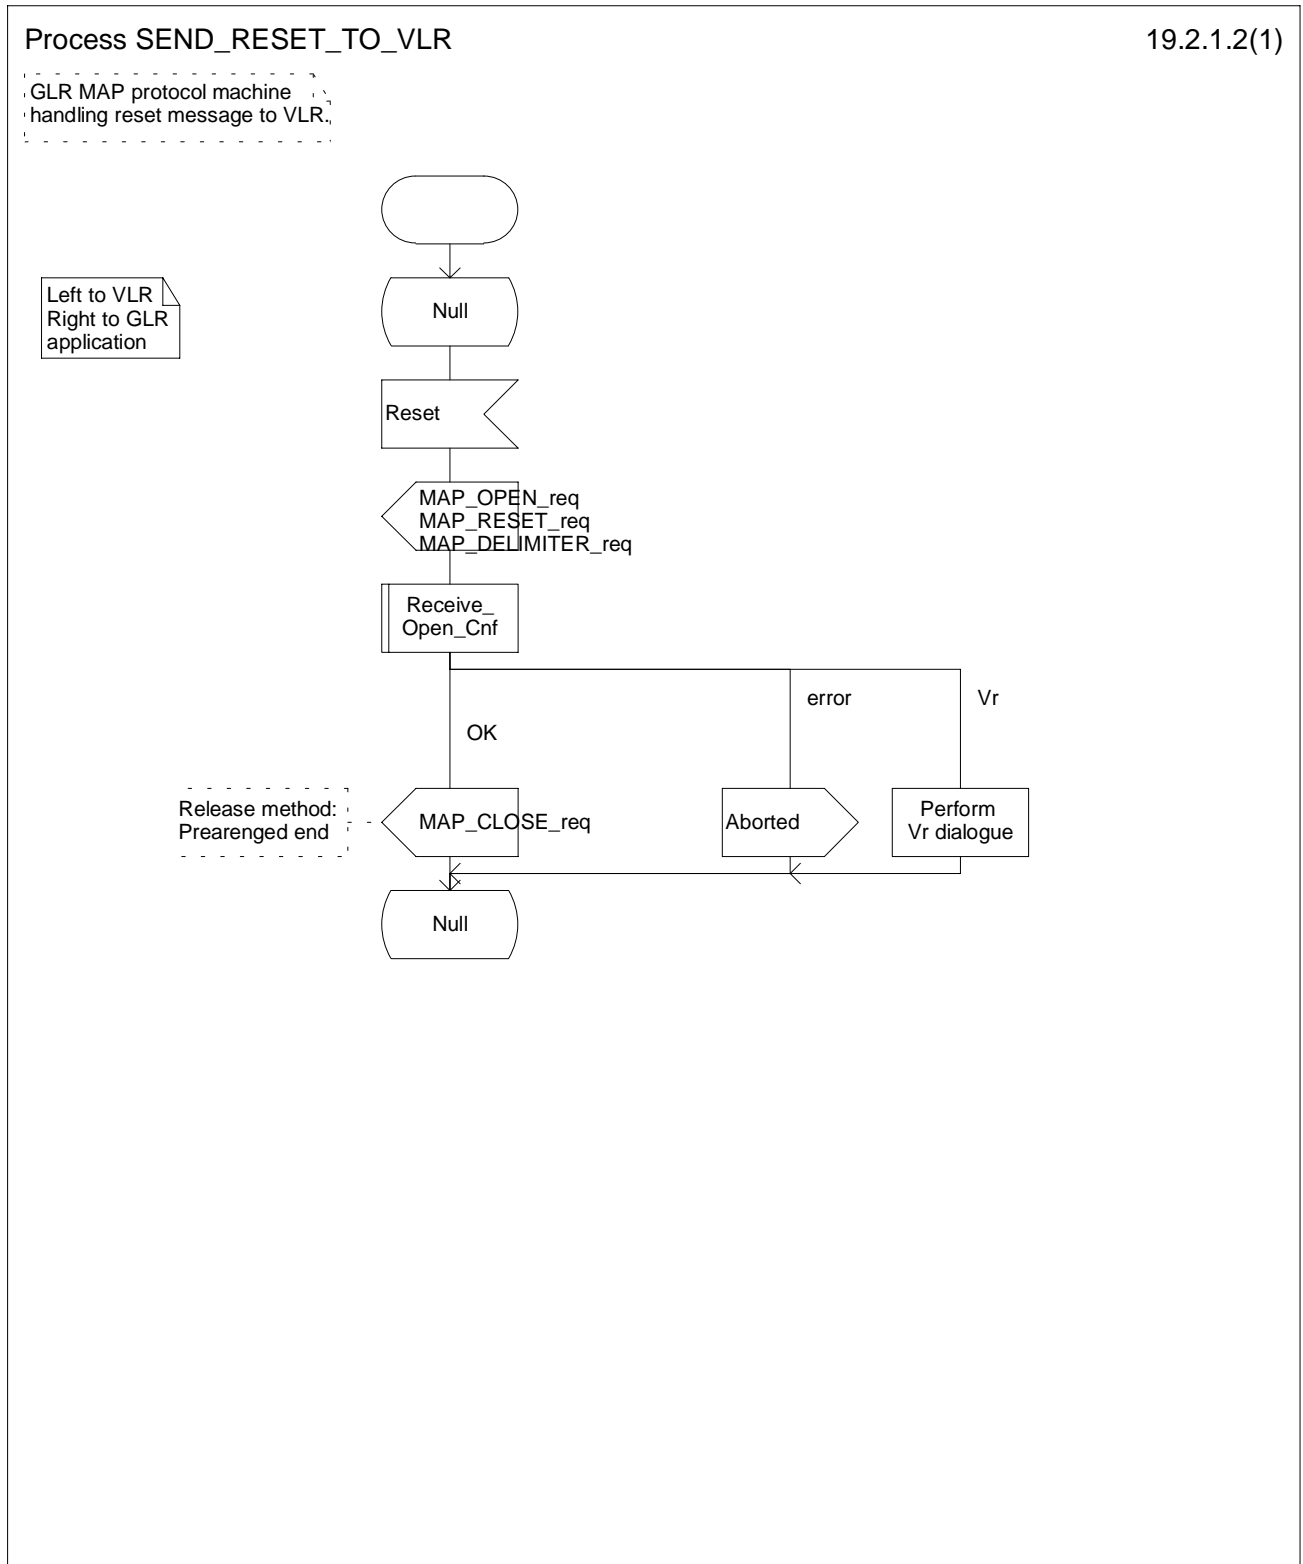 Process SEND_RESET_TO_VLR
19.2.1.2(1)
GLR MAP protocol machine
handling reset message to VLR.
Left to VLR
Right to GLR
application
Null
Reset
MAP_OPEN_req
MAP_RESET_req
MAP_DELIMITER_req
Receive_
Open_Cnf
error
Vr
OK
Release method:
Prearenged end
MAP_CLOSE_req
Aborted
Perform
Vr dialogue
Null